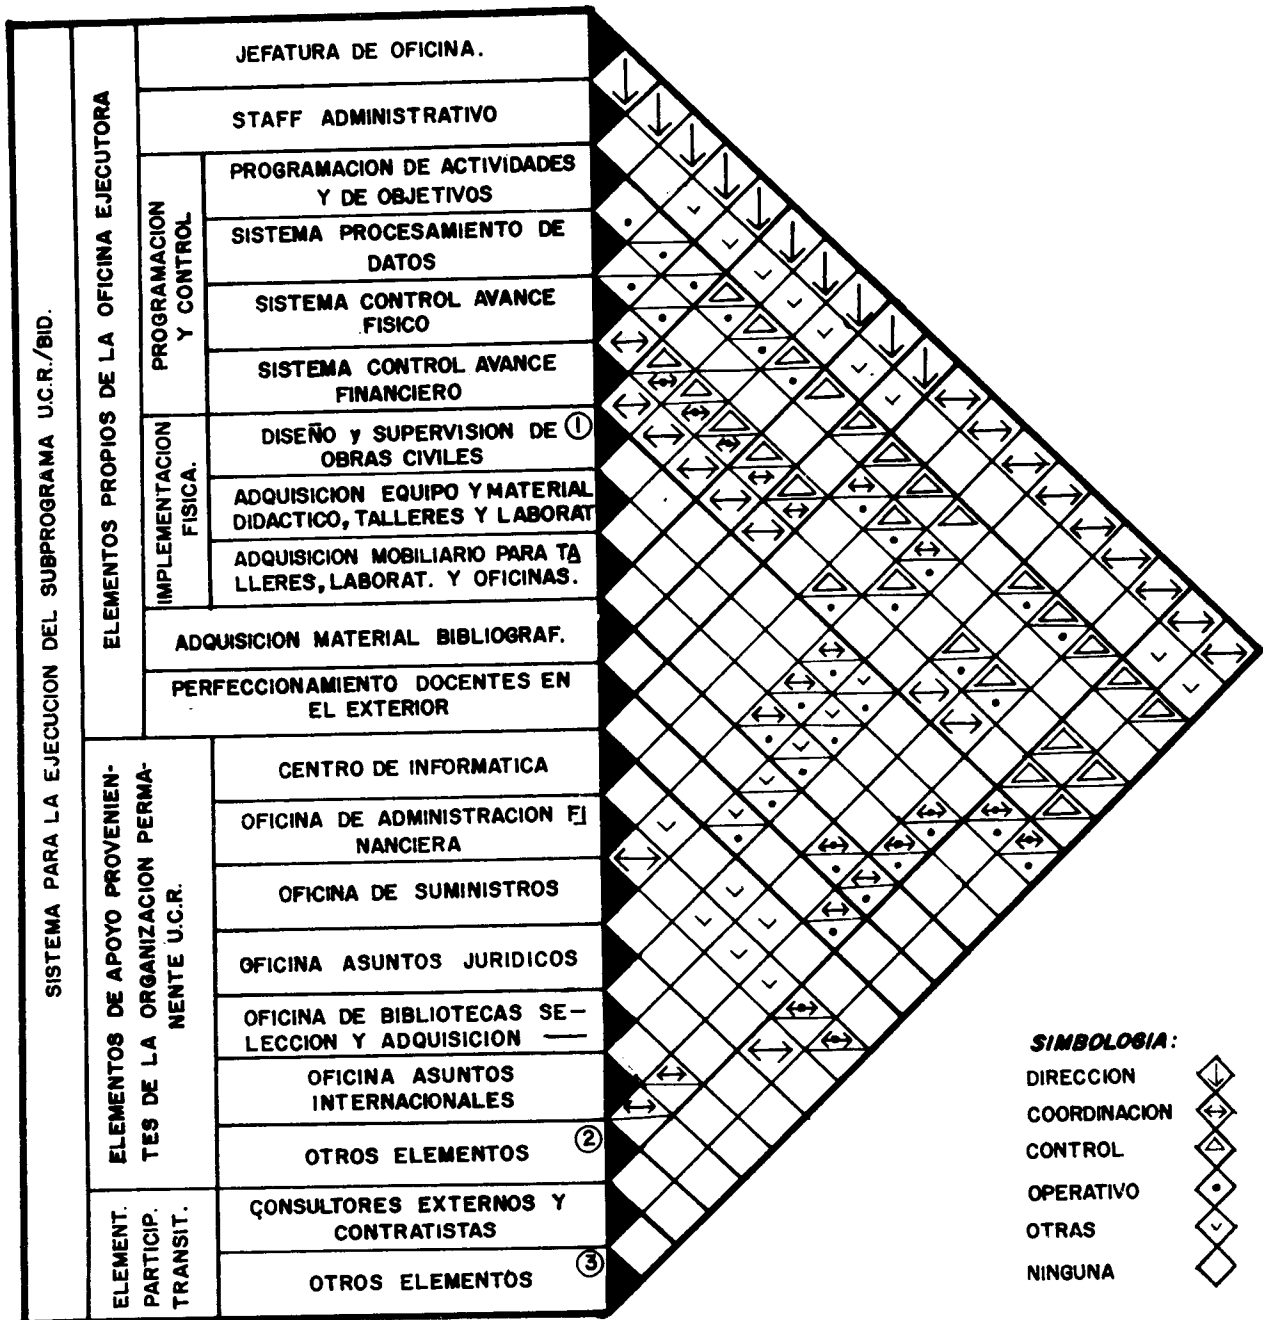 SISTEMA PARA LA EJECUCION DEL SUBPROGRAMA U.C.R./BID.
ELEMENTOS PROPIOS DE LA OFICINA EJECUTORA
JEFATURA DE OFICINA.
STAFF ADMINISTRATIVO
PROGRAMACION
Y CONTROL
PROGRAMACION DE ACTIVIDADES
Y DE OBJETIVOS
SISTEMA PROCESAMIENTO DE
DATOS
SISTEMA CONTROL AVANCE
FISICO
SISTEMA CONTROL AVANCE
FINANCIERO
IMPLEMENTACION
FISICA.
DISEÑO y SUPERVISION DE ①
OBRAS CIVILES
ADQUISICION EQUIPO Y MATERIAL
DIDACTICO, TALLERES Y LABORAT
ADQUISICION MOBILIARIO PARA TA
LLERES, LABORAT. Y OFICINAS.
ADQUISICION MATERIAL BIBLIOGRAF.
PERFECCIONAMIENTO DOCENTES EN
EL EXTERIOR
ELEMENTOS DE APOYO PROVENIEN-
TES DE LA ORGANIZACION PERMA-
NENTE U.C.R.
CENTRO DE INFORMATICA
OFICINA DE ADMINISTRACION FI
NANCIERA
OFICINA DE SUMINISTROS
OFICINA ASUNTOS JURIDICOS
OFICINA DE BIBLIOTECAS SE-
LECCION Y ADQUISICION —
OFICINA ASUNTOS
INTERNACIONALES
OTROS ELEMENTOS ②
ELEMENT.
PARTICIP.
TRANSIT.
CONSULTORES EXTERNOS Y
CONTRATISTAS
OTROS ELEMENTOS ③
SIMBOLOGIA:
DIRECCION
COORDINACION
CONTROL
OPERATIVO
OTRAS
NINGUNA